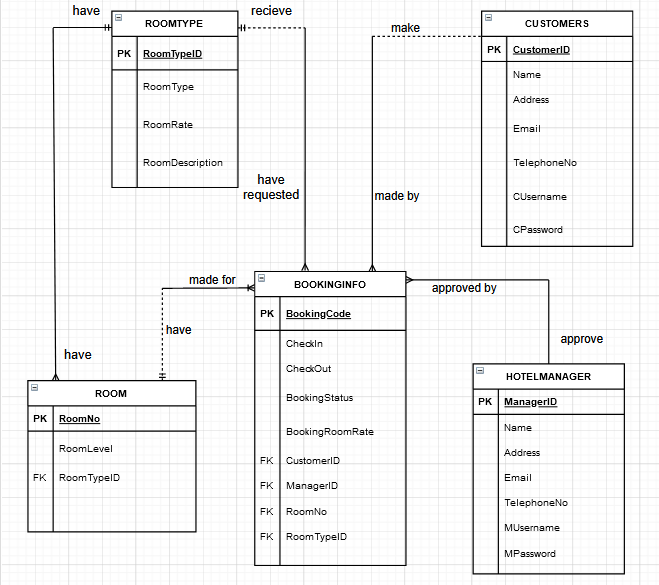 have
ROOMTYPE
PK RoomTypeID
RoomType
RoomRate
RoomDescription
recieve
make
CUSTOMERS
PK CustomerID
Name
Address
Email
TelephoneNo
CUsername
CPassword
have
requested
made by
made for
have
have
BOOKINGINFO
PK BookingCode
CheckIn
CheckOut
BookingStatus
BookingRoomRate
FK CustomerID
FK ManagerID
FK RoomNo
FK RoomTypeID
approved by
approve
ROOM
PK RoomNo
RoomLevel
FK RoomTypeID
HOTELMANAGER
PK ManagerID
Name
Address
Email
TelephoneNo
MUsername
MPassword